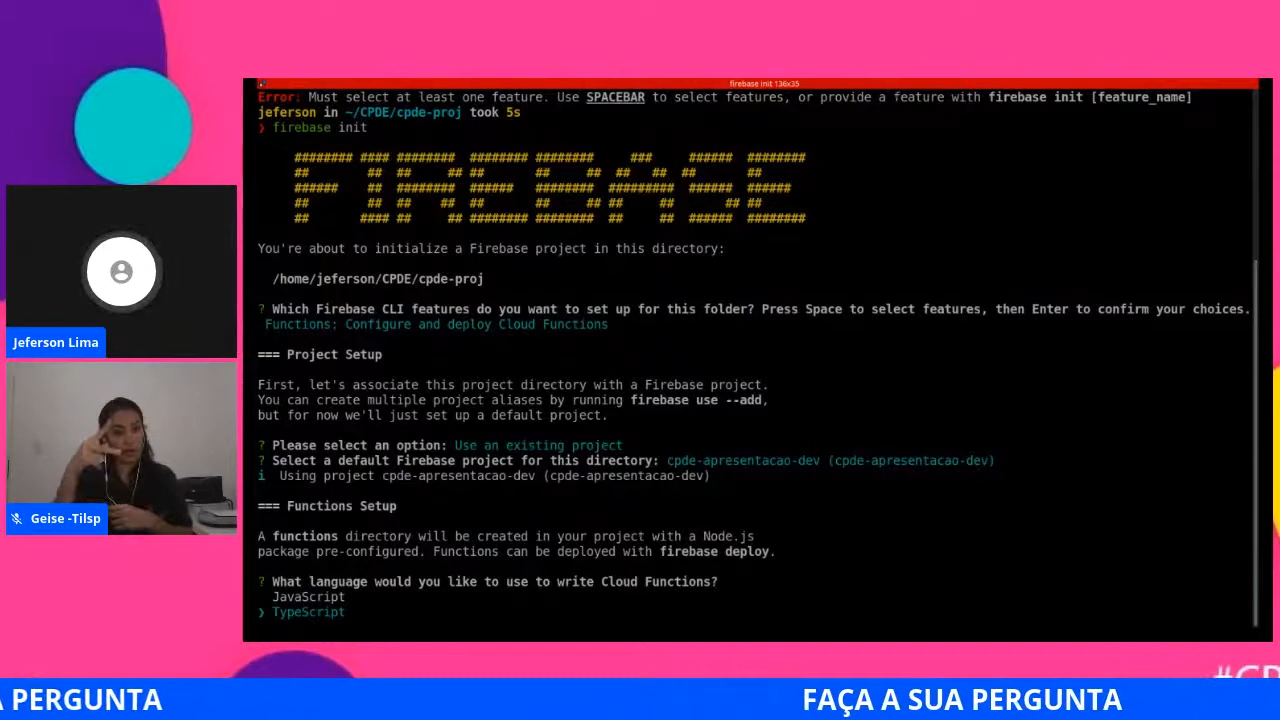 firebase init 136x35
Error: Must select at least one feature. Use SPACEBAR to select features, or provide a feature with firebase init [feature_name]
jeferson in ~/CPDE/cpde-proj took 5s
❯ firebase init
FIREBASE
You're about to initialize a Firebase project in this directory:
/home/jeferson/CPDE/cpde-proj
? Which Firebase CLI features do you want to set up for this folder? Press Space to select features, then Enter to confirm your choices.
Functions: Configure and deploy Cloud Functions
=== Project Setup
First, let's associate this project directory with a Firebase project.
You can create multiple project aliases by running firebase use --add,
but for now we'll just set up a default project.
? Please select an option: Use an existing project
? Select a default Firebase project for this directory: cpde-apresentacao-dev (cpde-apresentacao-dev)
i Using project cpde-apresentacao-dev (cpde-apresentacao-dev)
=== Functions Setup
A functions directory will be created in your project with a Node.js
package pre-configured. Functions can be deployed with firebase deploy.
? What language would you like to use to write Cloud Functions?
JavaScript
❯ TypeScript
Jeferson Lima
Geise -Tilsp
A PERGUNTA
FAÇA A SUA PERGUNTA